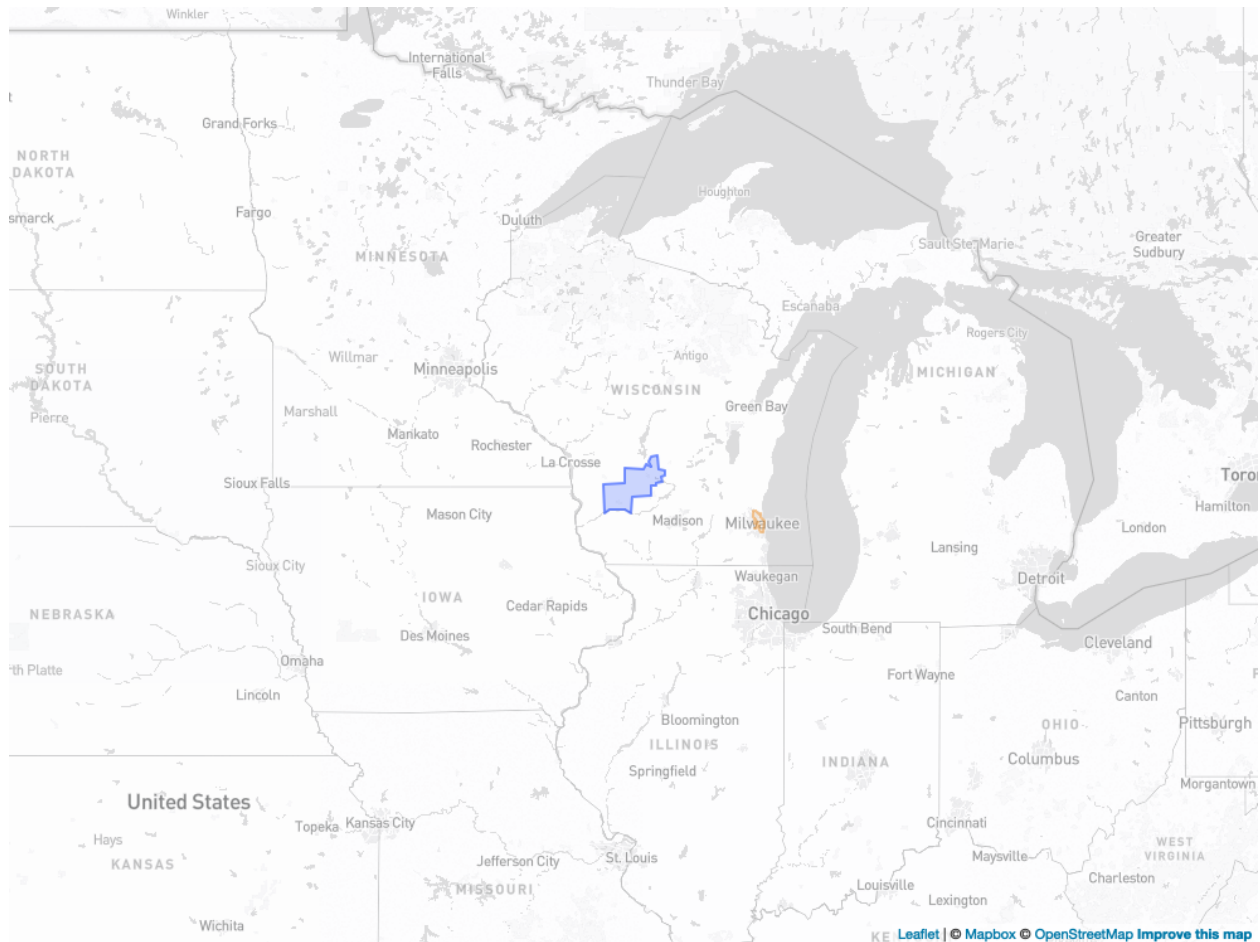 Winkler
International
Falls
Thunder Bay
Grand Forks
NORTH
DAKOTA
Houghton
smarck
Fargo
Duluth
MINNESOTA
Sault Ste. Marie
Greater
Sudbury
Escanaba
Rogers City
Willmar
Antigo
SOUTH
DAKOTA
Minneapolis
MICHIGAN
WISCONSIN
Pierre
Marshall
Green Bay
Mankato
Rochester
La Crosse
Toro
Sioux Falls
Hamilton
Mason City
Madison
Milwaukee
London
Lansing
Sioux City
Waukegan
Detroit
NEBRASKA
IOWA
Cedar Rapids
Chicago
Des Moines
South Bend
Cleveland
Omaha
rth Platte
Fort Wayne
Lincoln
Canton
Bloomington
OHIO
Pittsburgh
ILLINOIS
Springfield
INDIANA
Columbus
Morgantown
United States
Topeka
Kansas City
Cincinnati
Hays
KANSAS
Jefferson City
St. Louis
Maysville
WEST
VIRGINIA
MISSOURI
Louisville
Charleston
Lexington
Wichita
KE
Leaflet | © Mapbox © OpenStreetMap Improve this map